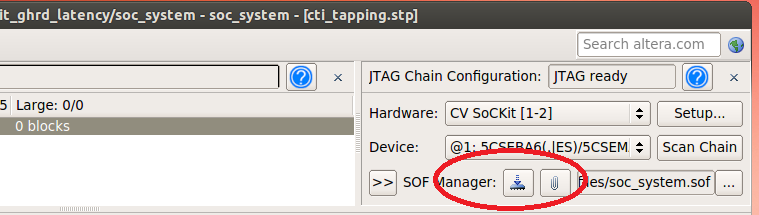 it_ghrd_latency/soc_system - soc_system - [cti_tapping.stp]
Search altera.com
JTAG Chain Configuration: JTAG ready
5 Large: 0/0
0 blocks
Hardware: CV SoCKit [1-2] Setup...
Device: @1: 5CSEBA6(.|ES)/5CSEM Scan Chain
>> SOF Manager: files/soc_system.sof ...